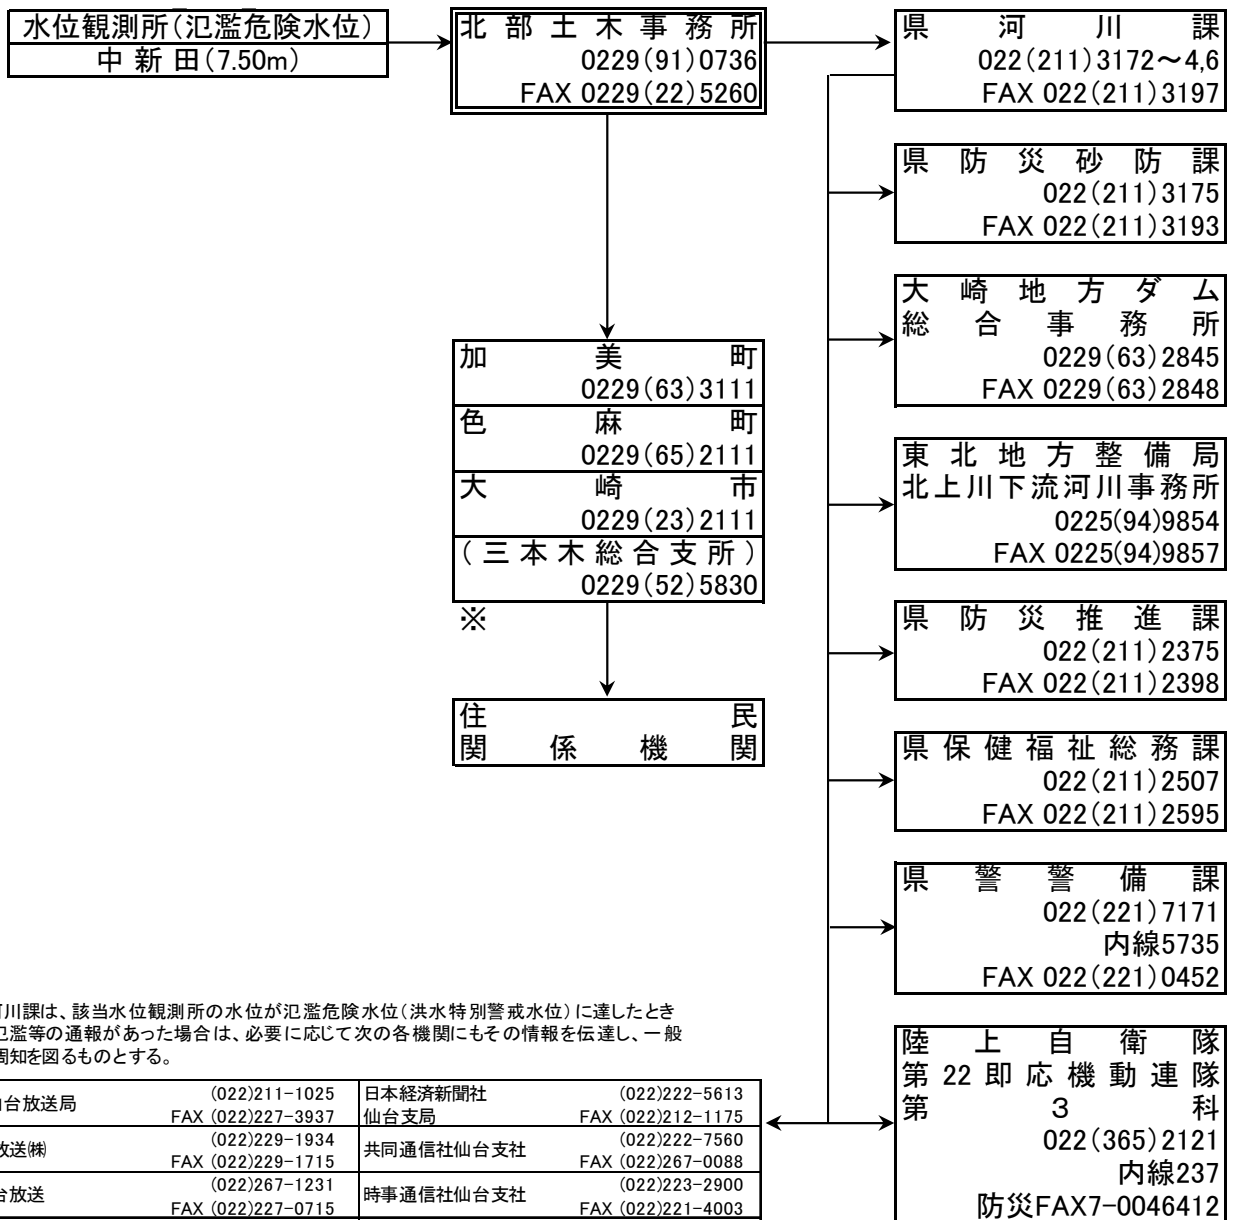 水位観測所(氾濫危険水位)
中新田(7.50m)
北部土木事務所
0229(91)0736
FAX 0229(22)5260
県河川課
022(211)3172～4,6
FAX 022(211)3197
県防災砂防課
022(211)3175
FAX 022(211)3193
大崎地方ダム
総合事務所
0229(63)2845
FAX 0229(63)2848
東北地方整備局
北上川下流河川事務所
0225(94)9854
FAX 0225(94)9857
県防災推進課
022(211)2375
FAX 022(211)2398
県保健福祉総務課
022(211)2507
FAX 022(211)2595
県警警備課
022(221)7171
内線5735
FAX 022(221)0452
陸上自衛隊
第22即応機動連隊
第3科
022(365)2121
内線237
防災FAX7-0046412
加美町
0229(63)3111
色麻町
0229(65)2111
大崎市
0229(23)2111
(三本木総合支所)
0229(52)5830
※
住民
関係機関
川課は、該当水位観測所の水位が氾濫危険水位(洪水特別警戒水位)に達したとき
濫等の通報があった場合は、必要に応じて次の各機関にもその情報を伝達し、一般
周知を図るものとする。
台放送局 (022)211-1025 FAX (022)227-3937
日本経済新聞社 仙台支局 (022)222-5613 FAX (022)212-1175
放送㈱ (022)229-1934 FAX (022)229-1715
共同通信社仙台支社 (022)222-7560 FAX (022)267-0088
台放送 (022)267-1231 FAX (022)227-0715
時事通信社仙台支社 (022)223-2900 FAX (022)221-4003